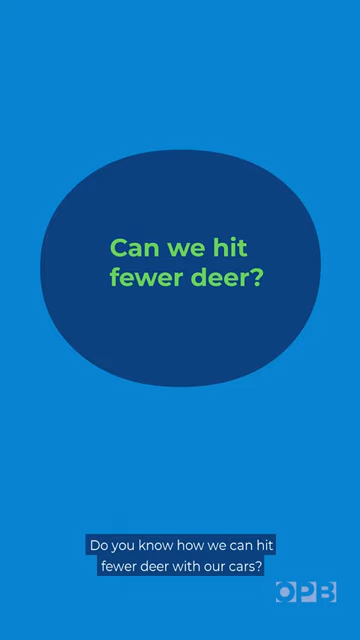 Can we hit
fewer deer?
Do you know how we can hit
fewer deer with our cars?
OPB